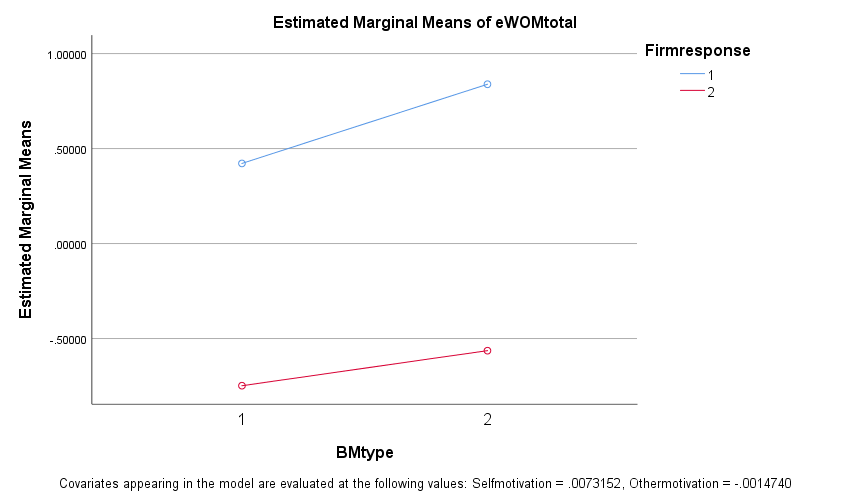 Estimated Marginal Means of eWOMtotal
Firmresponse
1
2
Estimated Marginal Means
1.00000
.50000
.00000
-.50000
1
2
BMtype
Covariates appearing in the model are evaluated at the following values: Selfmotivation = .0073152, Othermotivation = -.0014740